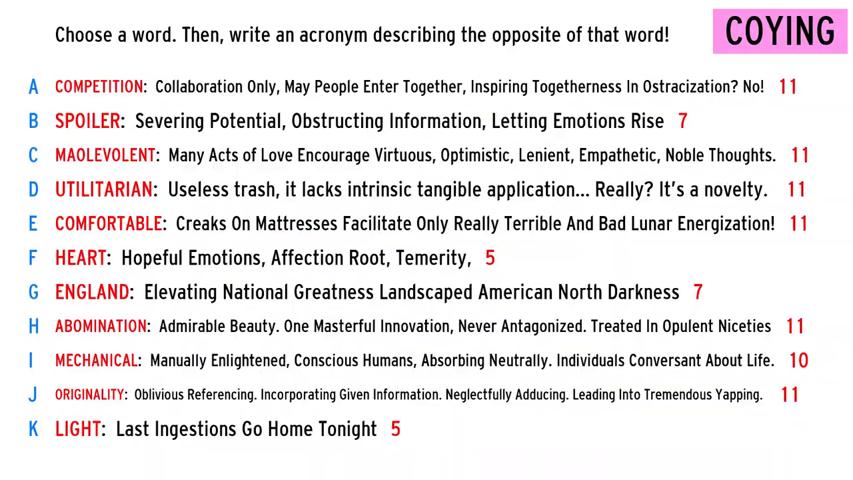 Choose a word. Then, write an acronym describing the opposite of that word!
COYING
A COMPETITION: Collaboration Only, May People Enter Together, Inspiring Togetherness In Ostracization? No! 11
B SPOILER: Severing Potential, Obstructing Information, Letting Emotions Rise 7
C MAOLEVOLENT: Many Acts of Love Encourage Virtuous, Optimistic, Lenient, Empathetic, Noble Thoughts. 11
D UTILITARIAN: Useless trash, it lacks intrinsic tangible application... Really? It's a novelty. 11
E COMFORTABLE: Creaks On Mattresses Facilitate Only Really Terrible And Bad Lunar Energization! 11
F HEART: Hopeful Emotions, Affection Root, Temerity, 5
G ENGLAND: Elevating National Greatness Landscaped American North Darkness 7
H ABOMINATION: Admirable Beauty. One Masterful Innovation, Never Antagonized. Treated In Opulent Niceties 11
I MECHANICAL: Manually Enlightened, Conscious Humans, Absorbing Neutrally. Individuals Conversant About Life. 10
J ORIGINALITY: Oblivious Referencing. Incorporating Given Information. Neglectfully Adducing. Leading Into Tremendous Yapping. 11
K LIGHT: Last Ingestions Go Home Tonight 5